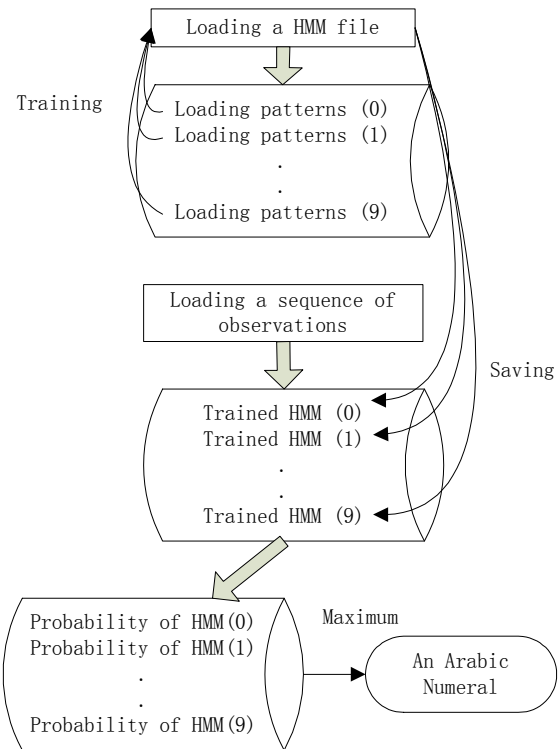 Loading a HMM file
Training
Loading patterns (0)
Loading patterns (1)
.
.
Loading patterns (9)
Loading a sequence of
observations
Saving
Trained HMM (0)
Trained HMM (1)
.
.
Trained HMM (9)
Probability of HMM(0)
Probability of HMM(1)
.
.
Probability of HMM(9)
Maximum
An Arabic
Numeral